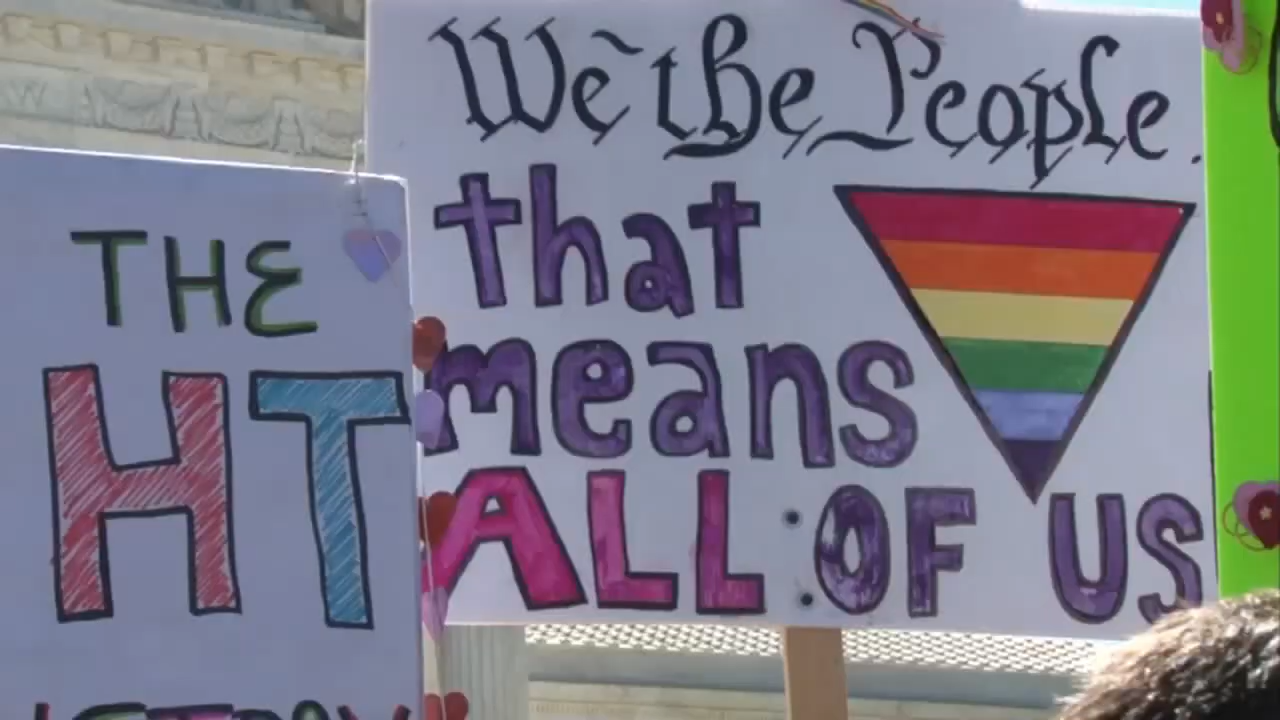 We the People.
that
means
ALL OF US
THE
HT